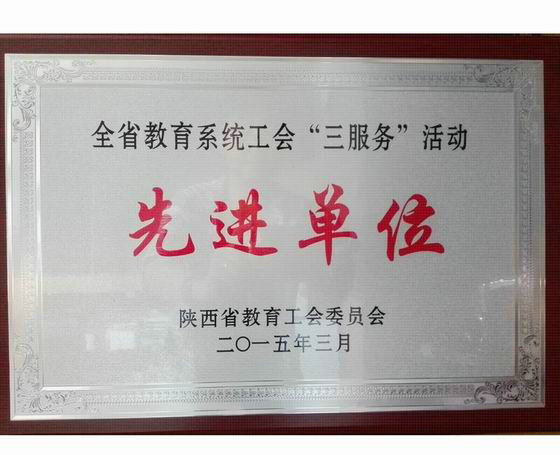 全省教育系统工会“三服务”活动
先进单位
陕西省教育工会委员会
二〇一五年三月